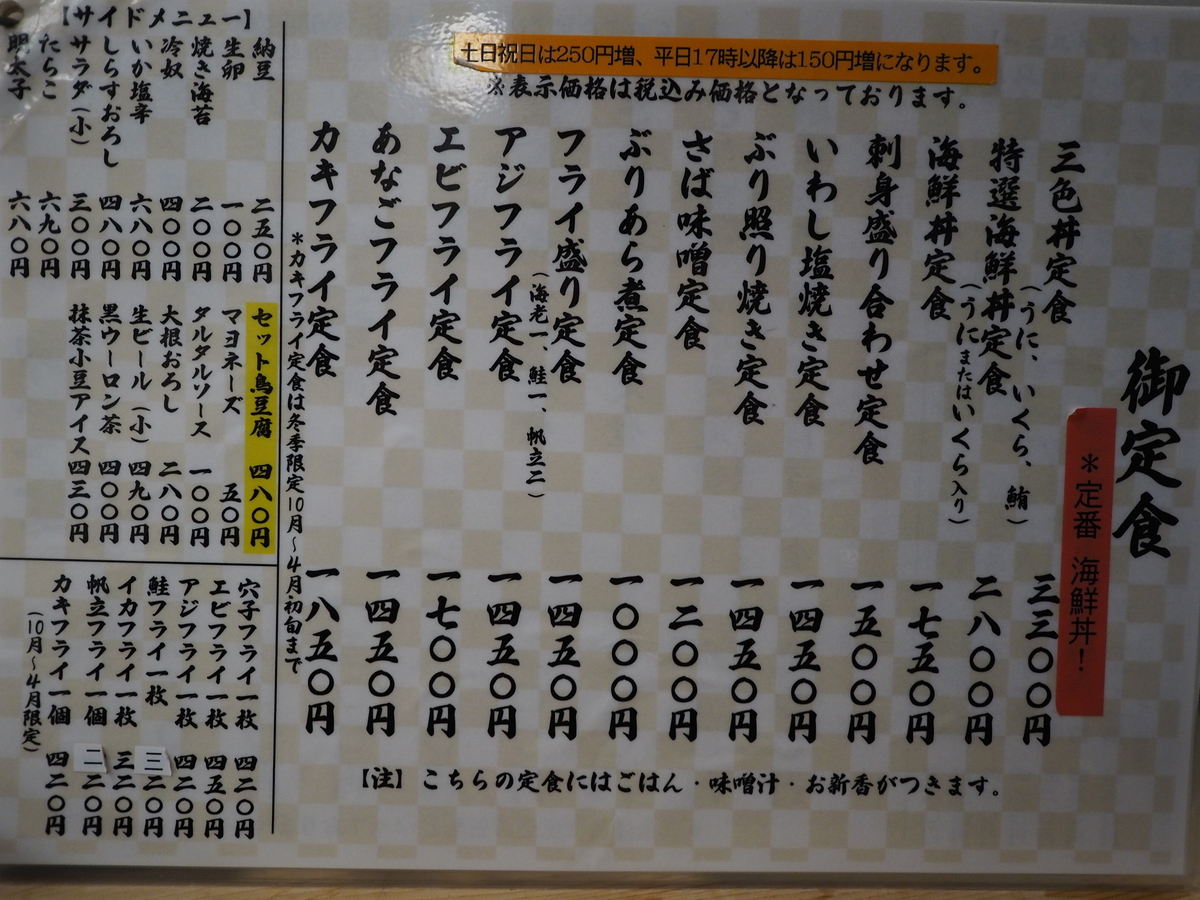 御定食
＊定番 海鮮丼！
土日祝日は250円増、平日17時以降は150円増になります。
※表示価格は税込み価格となっております。
三色丼定食 三三〇〇円
（うに、いくら、鮪）
特選海鮮丼定食 二八〇〇円
（うにまたはいくら入り）
海鮮丼定食 一七五〇円
刺身盛り合わせ定食 一五〇〇円
いわし塩焼き定食 一四五〇円
ぶり照り焼き定食 一四五〇円
さば味噌定食 一二〇〇円
ぶりあら煮定食 一〇〇〇円
フライ盛り定食 一四五〇円
（海老一、鮭一、帆立二）
アジフライ定食 一四五〇円
エビフライ定食 一七〇〇円
あなごフライ定食 一四五〇円
カキフライ定食 一八五〇円
＊カキフライ定食は冬季限定10月〜4月初旬まで
【注】こちらの定食にはごはん・味噌汁・お新香がつきます。
【サイドメニュー】
納豆 二五〇円
生卵 一〇〇円
焼き海苔 二〇〇円
冷奴 四〇〇円
いか塩辛 六八〇円
しらすおろし 四八〇円
サラダ（小） 三〇〇円
たらこ 六九〇円
明太子 六八〇円
セット鳥豆腐 四八〇円
マヨネーズ 五〇円
タルタルソース 一〇〇円
大根おろし 二八〇円
生ビール（小） 四九〇円
黒ウーロン茶 四〇〇円
抹茶小豆アイス 四三〇円
穴子フライ一枚 四二〇円
エビフライ一枚 四五〇円
アジフライ一枚 四二〇円
鮭フライ一枚 三二〇円
イカフライ一枚 三二〇円
帆立フライ一個 二二〇円
カキフライ一個 四二〇円
（10月〜4月限定）